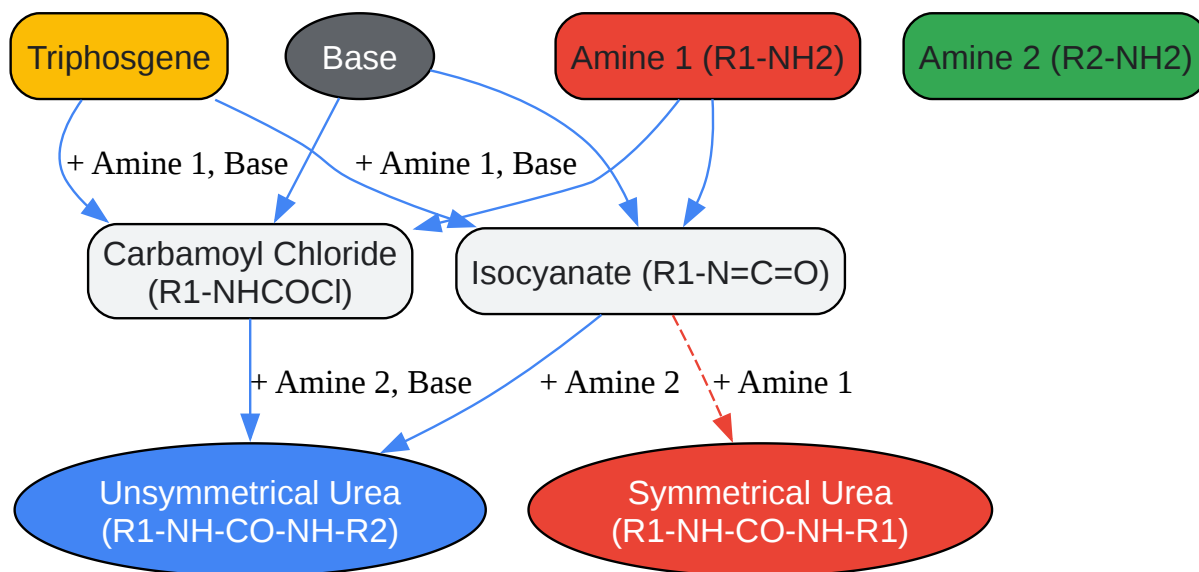 Triphosgene
Base
Amine 1 (R1-NH2)
Amine 2 (R2-NH2)
+ Amine 1, Base
+ Amine 1, Base
Carbamoyl Chloride
(R1-NHCOCl)
Isocyanate (R1-N=C=O)
+ Amine 2, Base
+ Amine 2
+ Amine 1
Unsymmetrical Urea
(R1-NH-CO-NH-R2)
Symmetrical Urea
(R1-NH-CO-NH-R1)